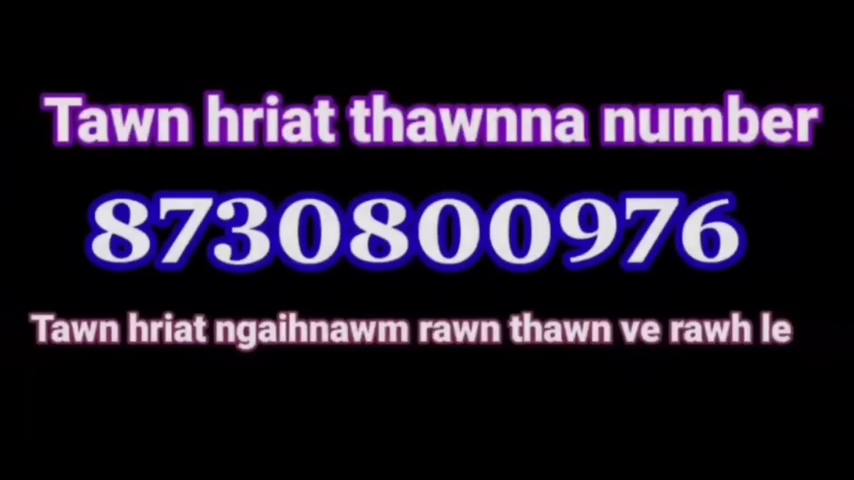 Tawn hriat thawnna number
8730800976
Tawn hriat ngaihnawm rawn thawn ve rawh le